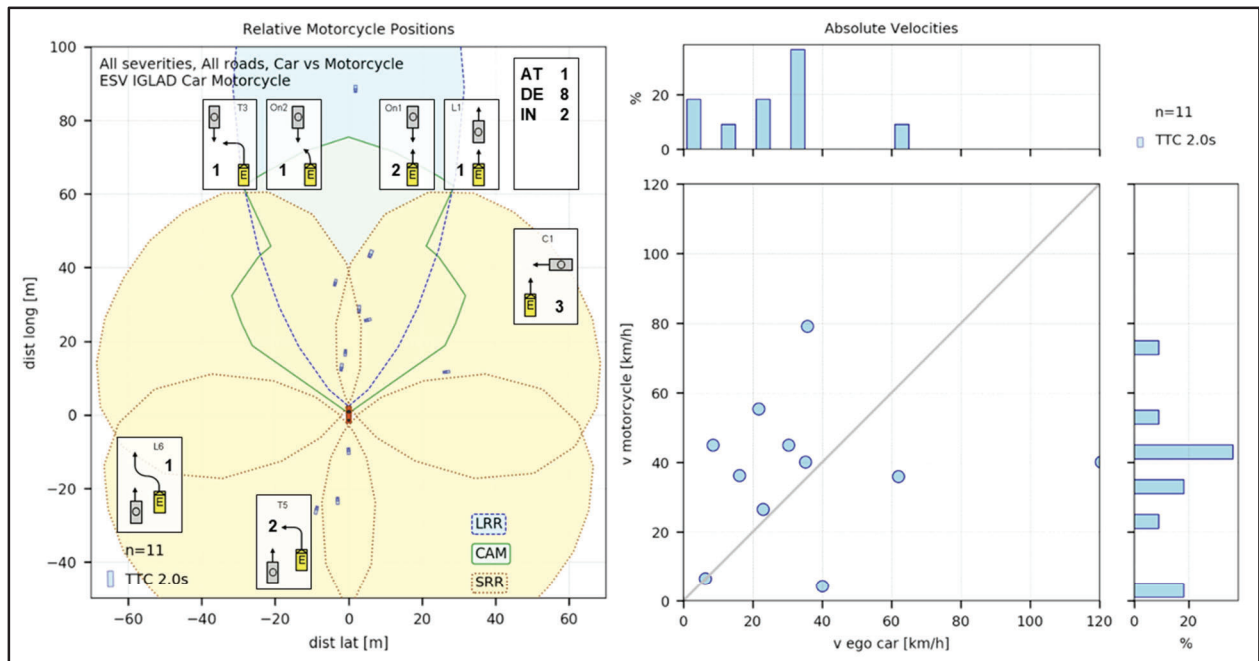 Relative Motorcycle Positions
All severities, All roads, Car vs Motorcycle
ESV IGLAD Car Motorcycle
AT 1
DE 8
IN 2
T3
O
1
E
On2
O
1
E
On1
O
2
E
L1
O
1
E
C1
O
E
3
L6
1
E
O
T5
2
E
O
n=11
TTC 2.0s
LRR
CAM
SRR
100
80
60
40
20
0
−20
−40
dist long [m]
−60 −40 −20 0 20 40 60
dist lat [m]
Absolute Velocities
%
20
0
n=11
TTC 2.0s
120
100
80
60
40
20
0
v motorcycle [km/h]
0 20 40 60 80 100 120
v ego car [km/h]
0 20
%